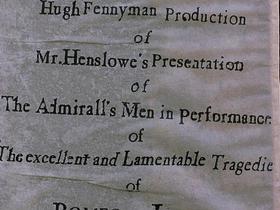 Hugh Fennyman Production
of
Mr. Henslowe's Presentation
of
The Admirall's Men in Performance
of
The excellent and Lamentable Tragedie
of